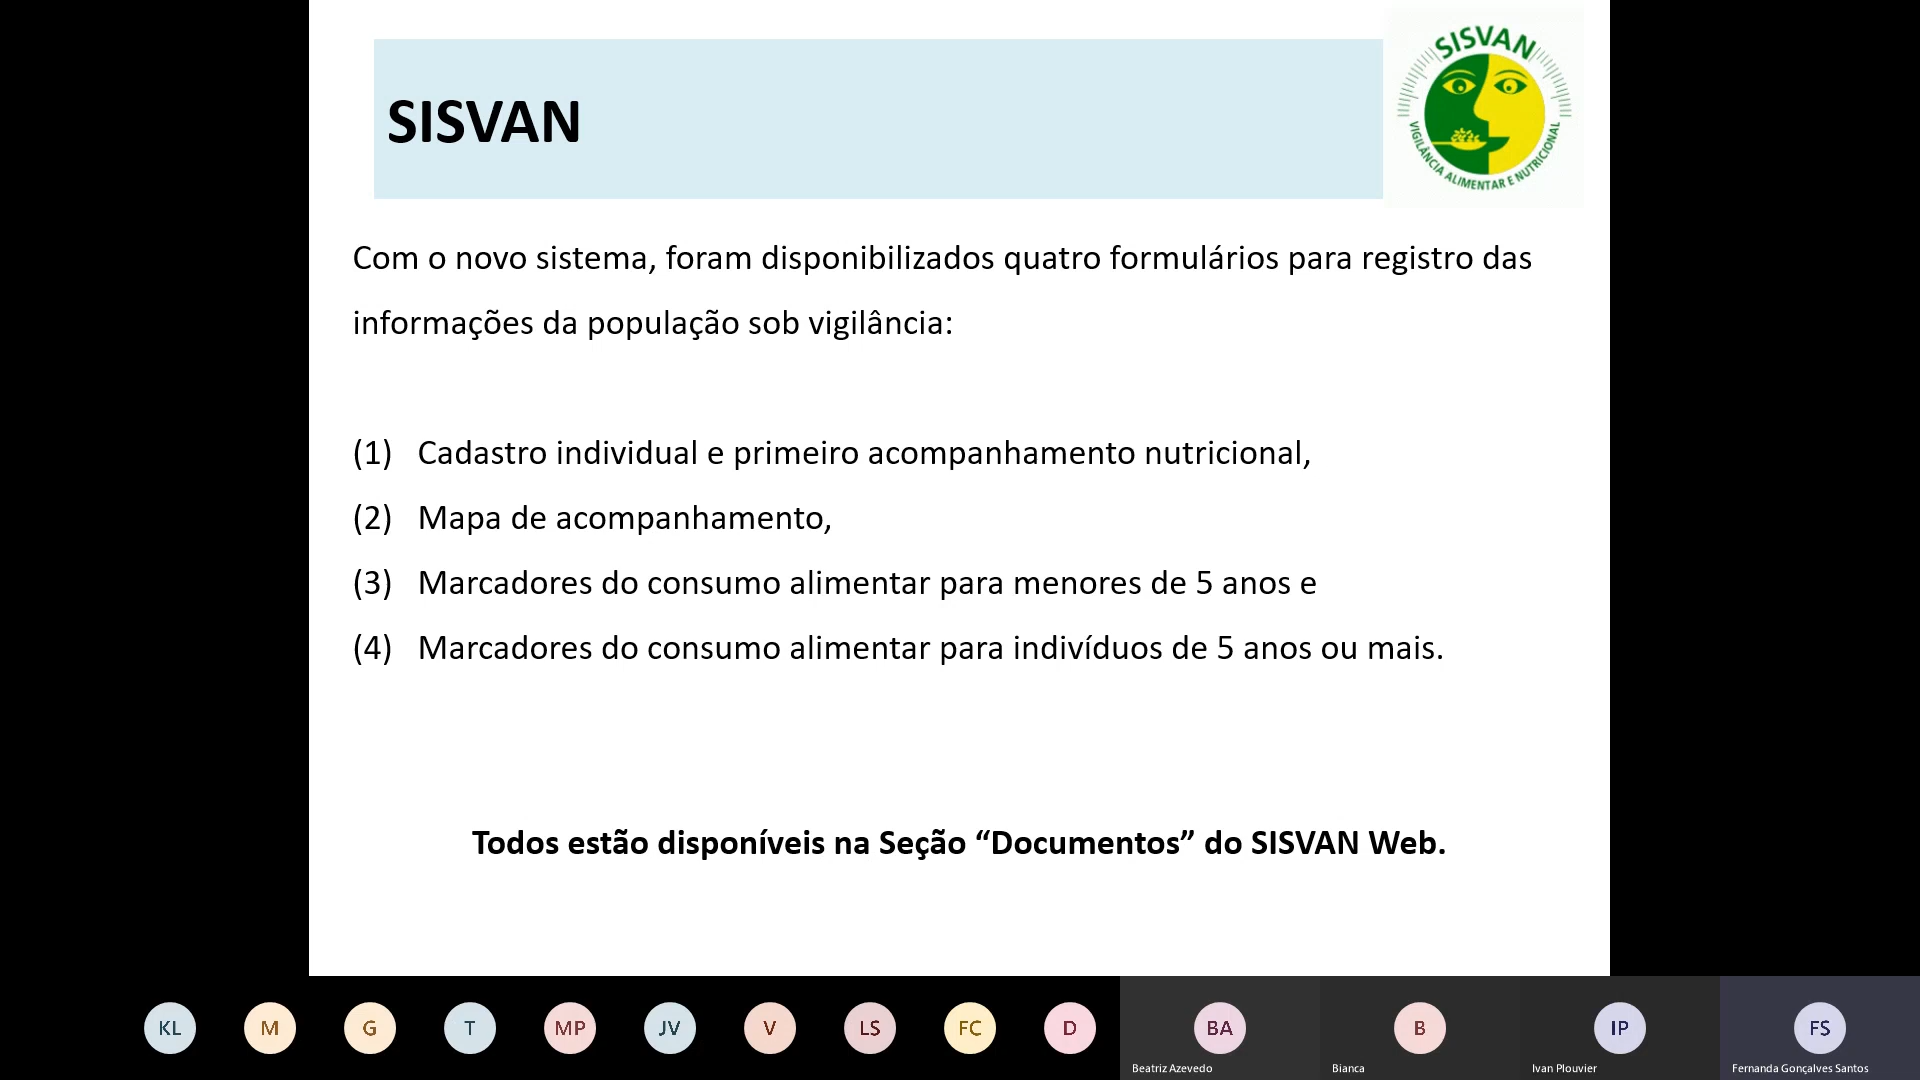 SISVAN
SISVAN
VIGILÂNCIA ALIMENTAR E NUTRICIONAL
Com o novo sistema, foram disponibilizados quatro formulários para registro das
informações da população sob vigilância:
(1) Cadastro individual e primeiro acompanhamento nutricional,
(2) Mapa de acompanhamento,
(3) Marcadores do consumo alimentar para menores de 5 anos e
(4) Marcadores do consumo alimentar para indivíduos de 5 anos ou mais.
Todos estão disponíveis na Seção “Documentos” do SISVAN Web.
KL M G T MP JV V LS FC D BA B IP FS
Beatriz Azevedo Bianca Ivan Plouvier Fernanda Gonçalves Santos